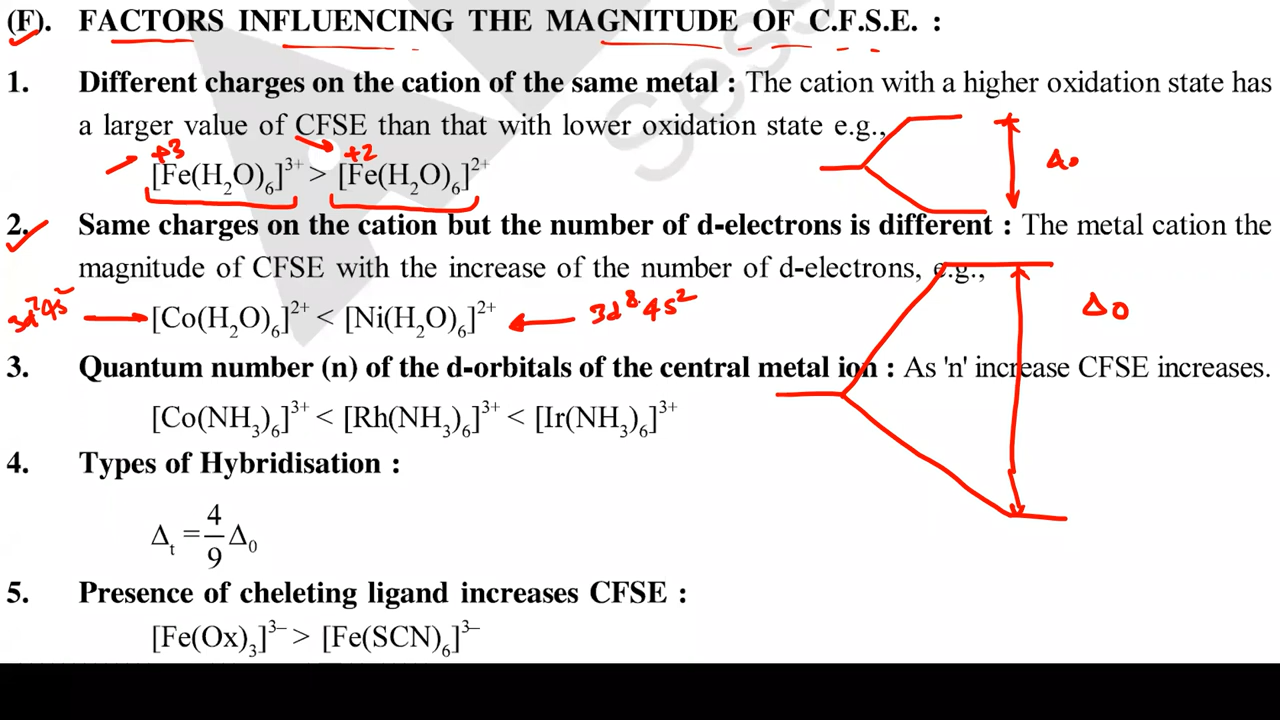 (F). FACTORS INFLUENCING THE MAGNITUDE OF C.F.S.E. :
1. Different charges on the cation of the same metal : The cation with a higher oxidation state has
a larger value of CFSE than that with lower oxidation state e.g.,
+3 +2
[Fe(H₂O)₆]³⁺ > [Fe(H₂O)₆]²⁺
Δ₀
2. Same charges on the cation but the number of d-electrons is different : The metal cation the
magnitude of CFSE with the increase of the number of d-electrons, e.g.,
3d⁷4s² [Co(H₂O)₆]²⁺ < [Ni(H₂O)₆]²⁺ 3d⁸4s²
Δ₀
3. Quantum number (n) of the d-orbitals of the central metal ion : As 'n' increase CFSE increases.
[Co(NH₃)₆]³⁺ < [Rh(NH₃)₆]³⁺ < [Ir(NH₃)₆]³⁺
4. Types of Hybridisation :
Δₜ = 4/9 Δ₀
5. Presence of cheleting ligand increases CFSE :
[Fe(Ox)₃]³⁻ > [Fe(SCN)₆]³⁻